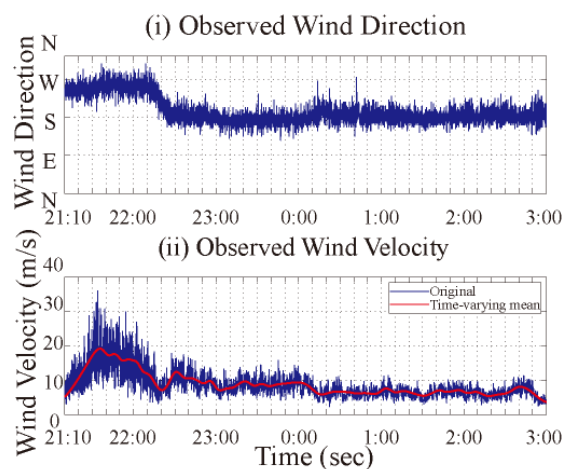 (i) Observed Wind Direction
Wind Direction
N
W
S
E
N
21:10 22:00 23:00 0:00 1:00 2:00 3:00
(ii) Observed Wind Velocity
Wind Velocity (m/s)
40
30
20
10
0
Original
Time-varying mean
21:10 22:00 23:00 0:00 1:00 2:00 3:00
Time (sec)